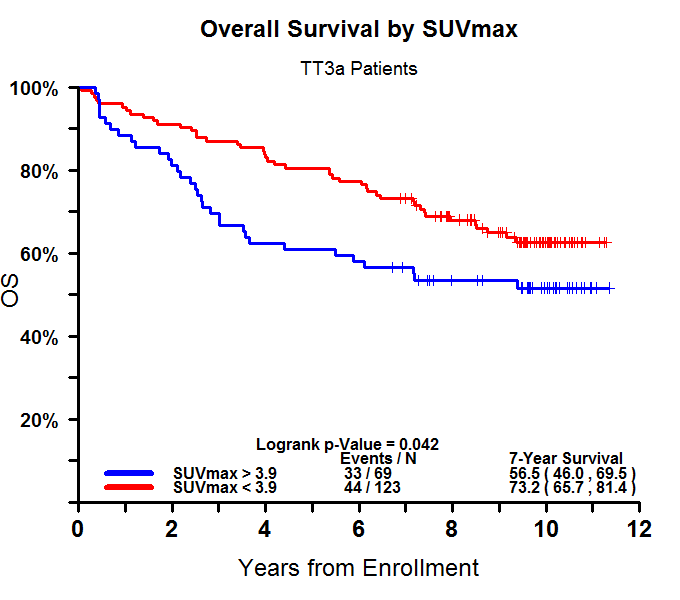 Overall Survival by SUVmax
TT3a Patients
100%
80%
60%
40%
20%
OS
Logrank p-Value = 0.042
Events / N 7-Year Survival
SUVmax > 3.9 33 / 69 56.5 ( 46.0 , 69.5 )
SUVmax < 3.9 44 / 123 73.2 ( 65.7 , 81.4 )
0 2 4 6 8 10 12
Years from Enrollment